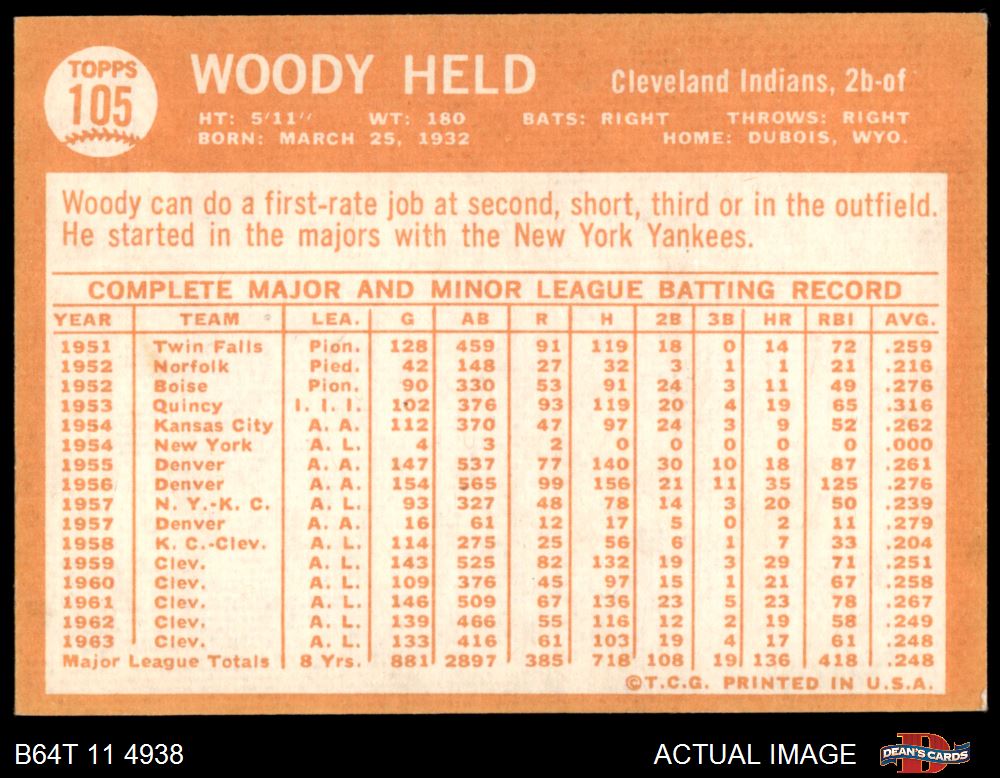 TOPPS
105
WOODY HELD
Cleveland Indians, 2b-of
HT: 5'11" WT: 180 BATS: RIGHT THROWS: RIGHT
BORN: MARCH 25, 1932 HOME: DUBOIS, WYO.
Woody can do a first-rate job at second, short, third or in the outfield.
He started in the majors with the New York Yankees.
COMPLETE MAJOR AND MINOR LEAGUE BATTING RECORD
YEAR TEAM LEA. G AB R H 2B 3B HR RBI AVG.
1951 Twin Falls Pion. 128 459 91 119 18 0 14 72 .259
1952 Norfolk Pied. 42 148 27 32 3 1 1 21 .216
1952 Boise Pion. 90 330 53 91 24 3 11 49 .276
1953 Quincy I. I. I. 102 376 93 119 20 4 19 65 .316
1954 Kansas City A. A. 112 370 47 97 24 3 9 52 .262
1954 New York A. L. 4 3 2 0 0 0 0 0 .000
1955 Denver A. A. 147 537 77 140 30 10 18 87 .261
1956 Denver A. A. 154 565 99 156 21 11 35 125 .276
1957 N. Y.-K. C. A. L. 93 327 48 78 14 3 20 50 .239
1957 Denver A. A. 16 61 12 17 5 0 2 11 .279
1958 K. C.-Clev. A. L. 114 275 25 56 6 1 7 33 .204
1959 Clev. A. L. 143 525 82 132 19 3 29 71 .251
1960 Clev. A. L. 109 376 45 97 15 1 21 67 .258
1961 Clev. A. L. 146 509 67 136 23 5 23 78 .267
1962 Clev. A. L. 139 466 55 116 12 2 19 58 .249
1963 Clev. A. L. 133 416 61 103 19 4 17 61 .248
Major League Totals 8 Yrs. 881 2897 385 718 108 19 136 418 .248
©T.C.G. PRINTED IN U.S.A.
B64T 11 4938
ACTUAL IMAGE
DEAN'S CARDS